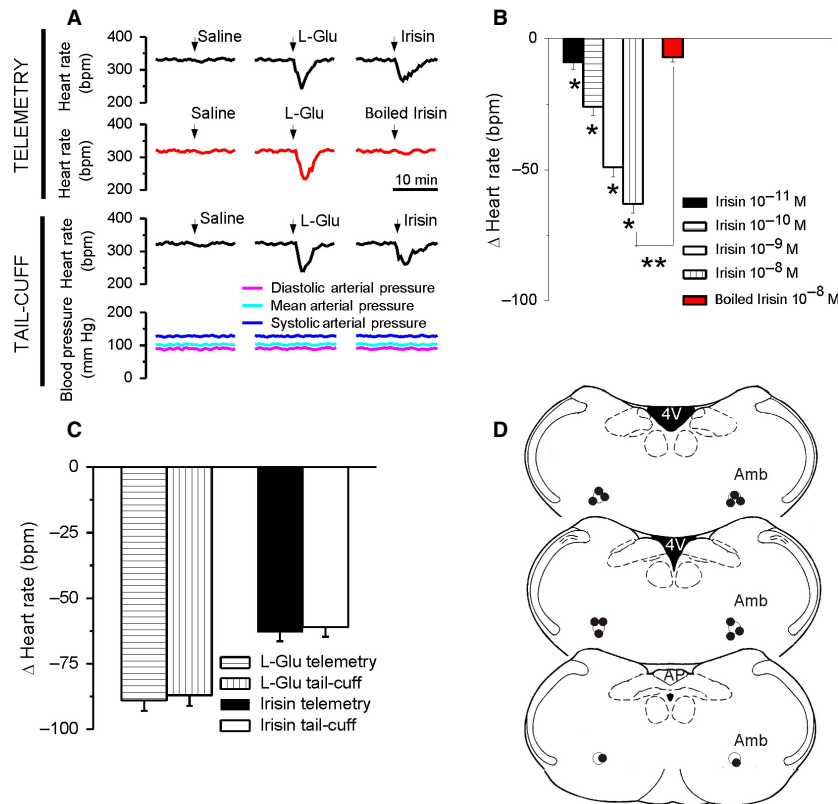 A
TELEMETRY
Heart rate
(bpm)
400
300
200
Saline
L-Glu
Irisin
Heart rate
(bpm)
400
300
200
Saline
L-Glu
Boiled Irisin
10 min
TAIL-CUFF
Heart rate
(bpm)
400
300
200
Saline
L-Glu
Irisin
Diastolic arterial pressure
Mean arterial pressure
Systolic arterial pressure
Blood pressure
(mm Hg)
200
100
0
B
Δ Heart rate (bpm)
0
−50
−100
*
*
*
*
**
Irisin 10⁻¹¹ M
Irisin 10⁻¹⁰ M
Irisin 10⁻⁹ M
Irisin 10⁻⁸ M
Boiled Irisin 10⁻⁸ M
C
Δ Heart rate (bpm)
0
−25
−50
−75
−100
L-Glu telemetry
L-Glu tail-cuff
Irisin telemetry
Irisin tail-cuff
D
4V
Amb
4V
Amb
AP
Amb